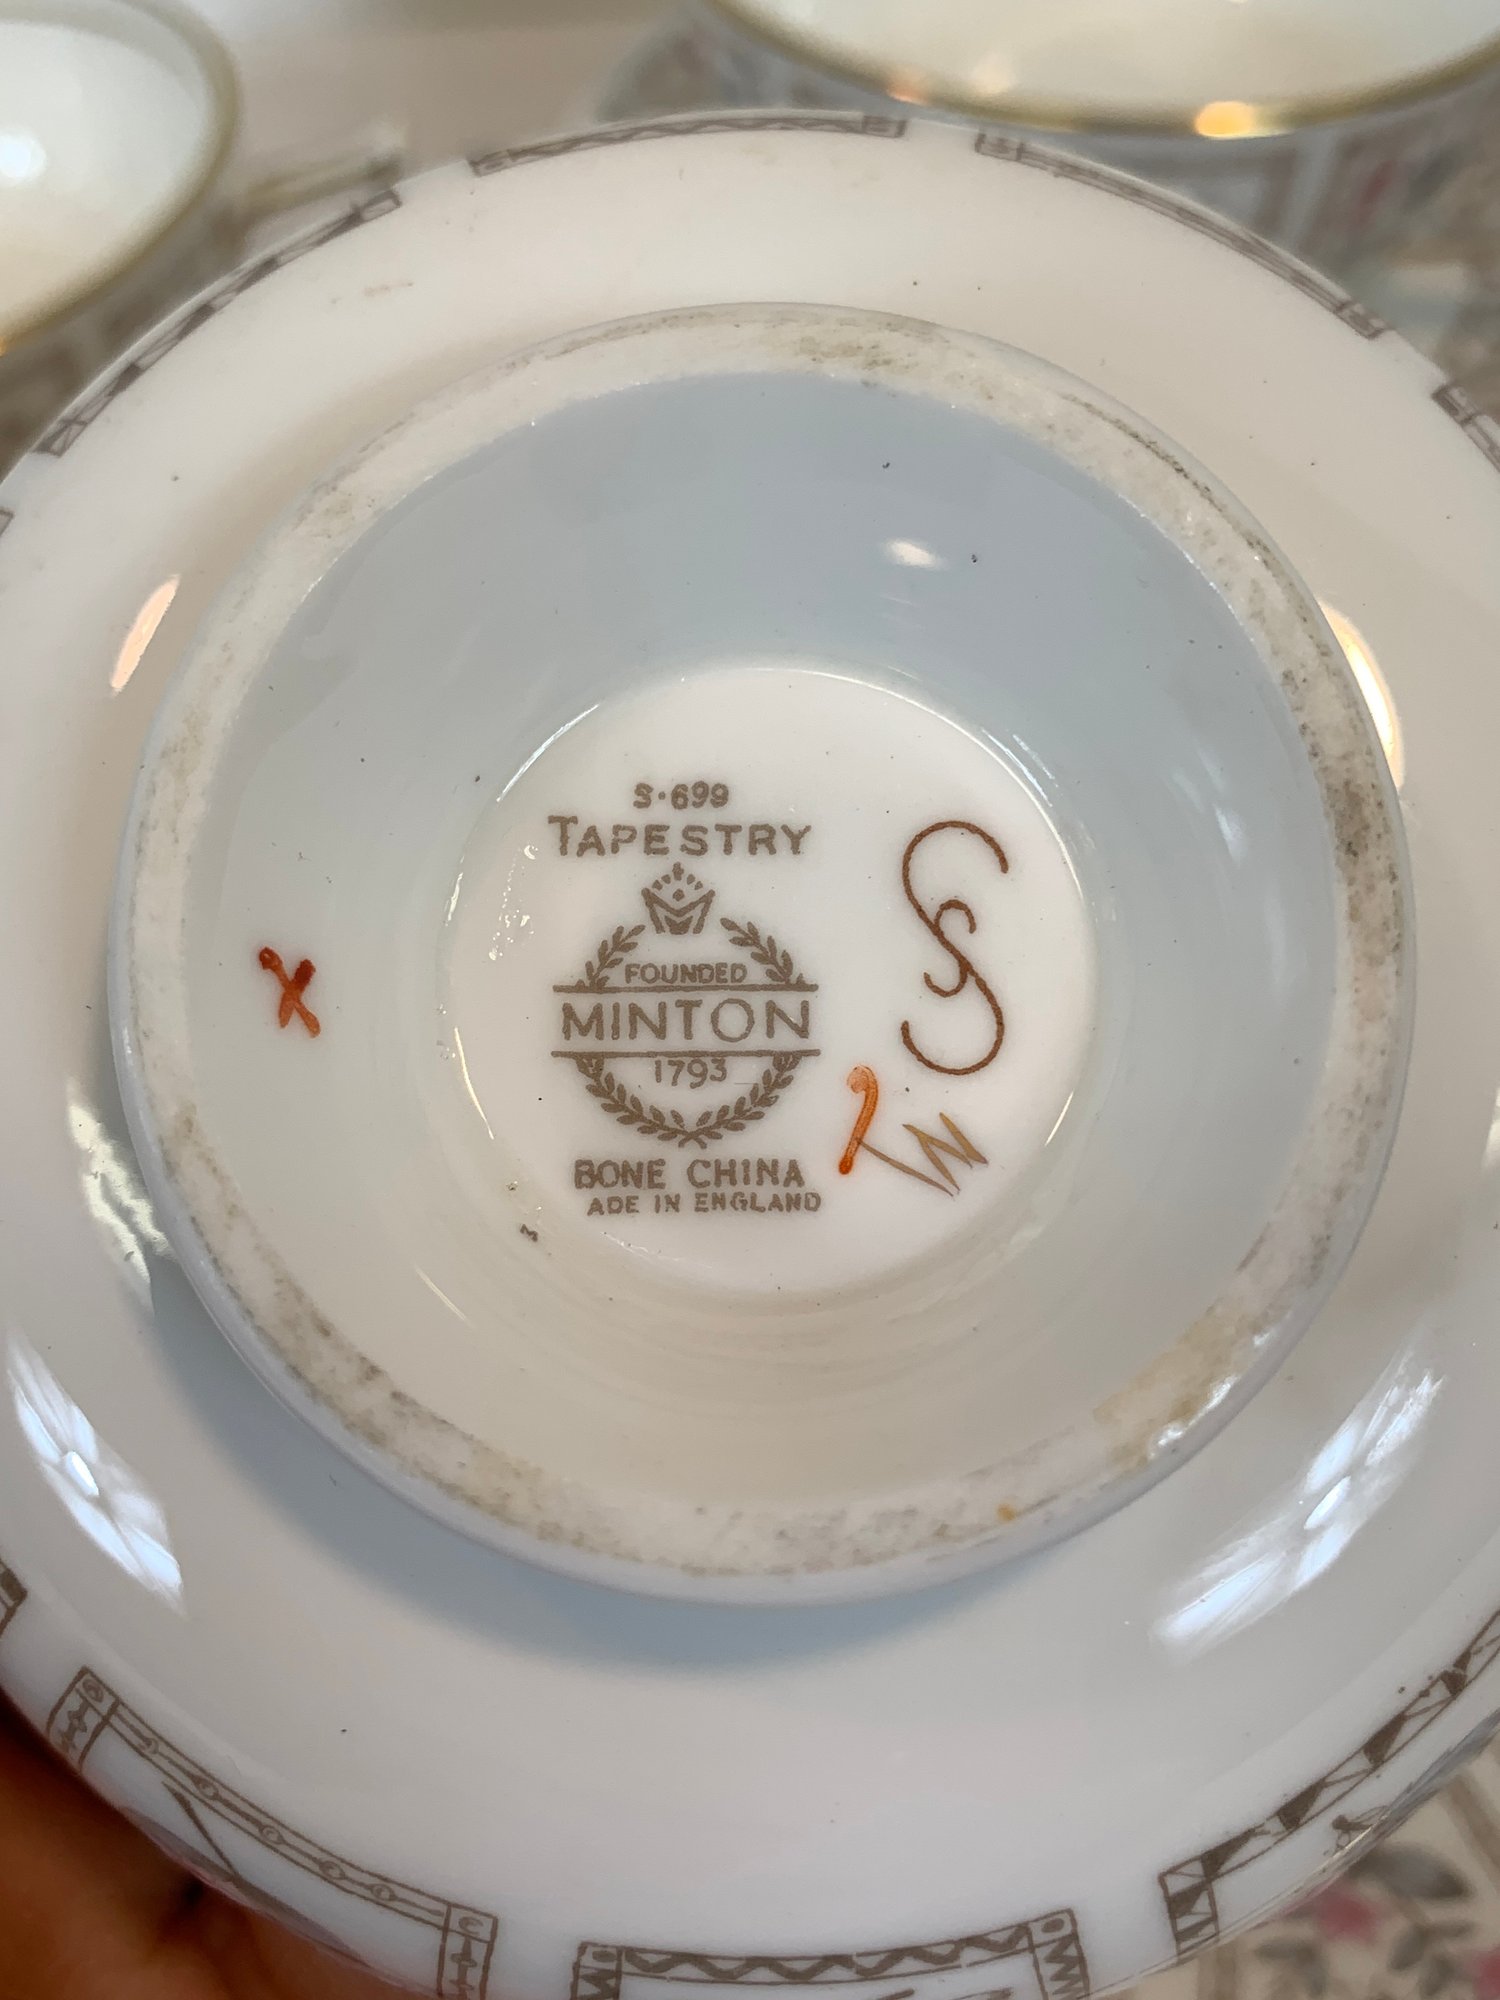 S·699
TAPESTRY
FOUNDED
MINTON
1793
BONE CHINA
ADE IN ENGLAND
M
X